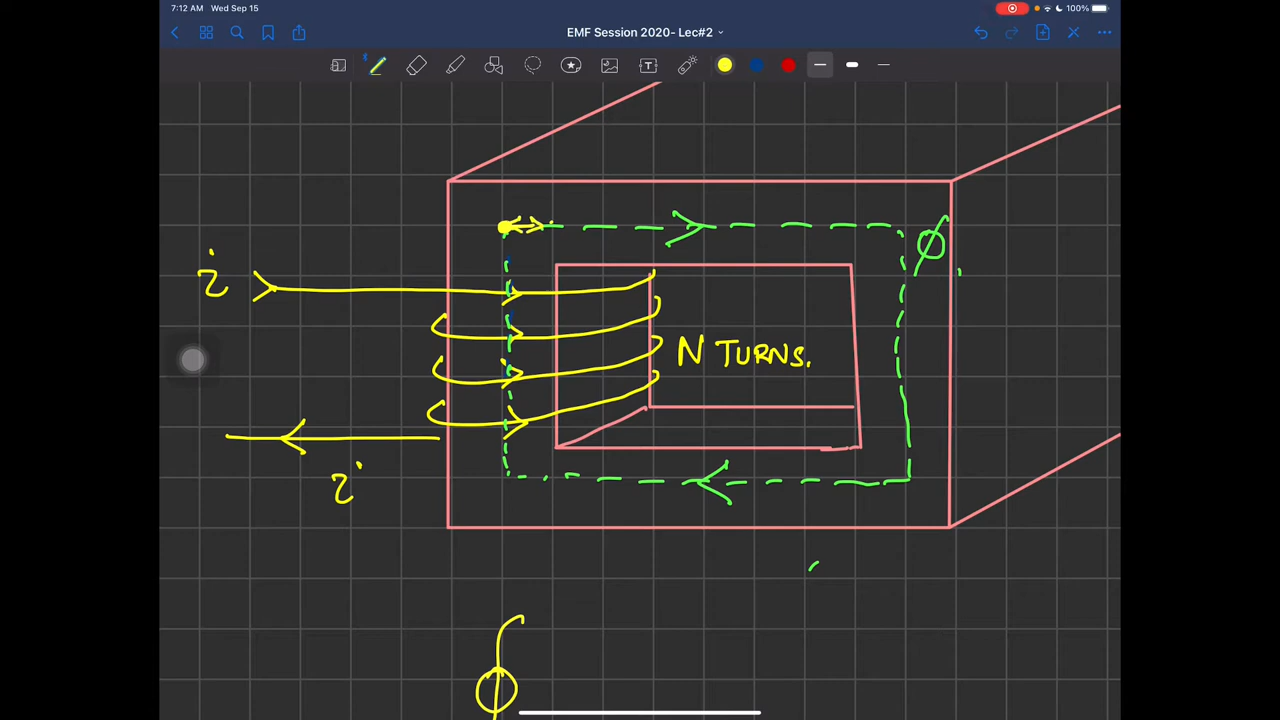 7:12 AM Wed Sep 15
100%
EMF Session 2020- Lec#2
T
i
ϕ
N TURNS.
i
∮